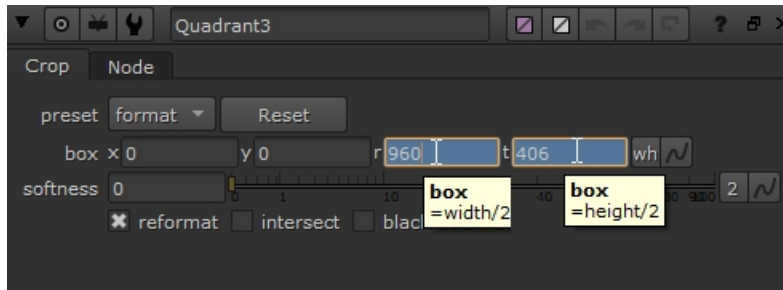 Quadrant3 ?
Crop Node
preset format Reset
box x 0 y 0 r 960 t 406 wh
softness 0 0 1 10 40 2
box box
=width/2 =height/2
reformat intersect